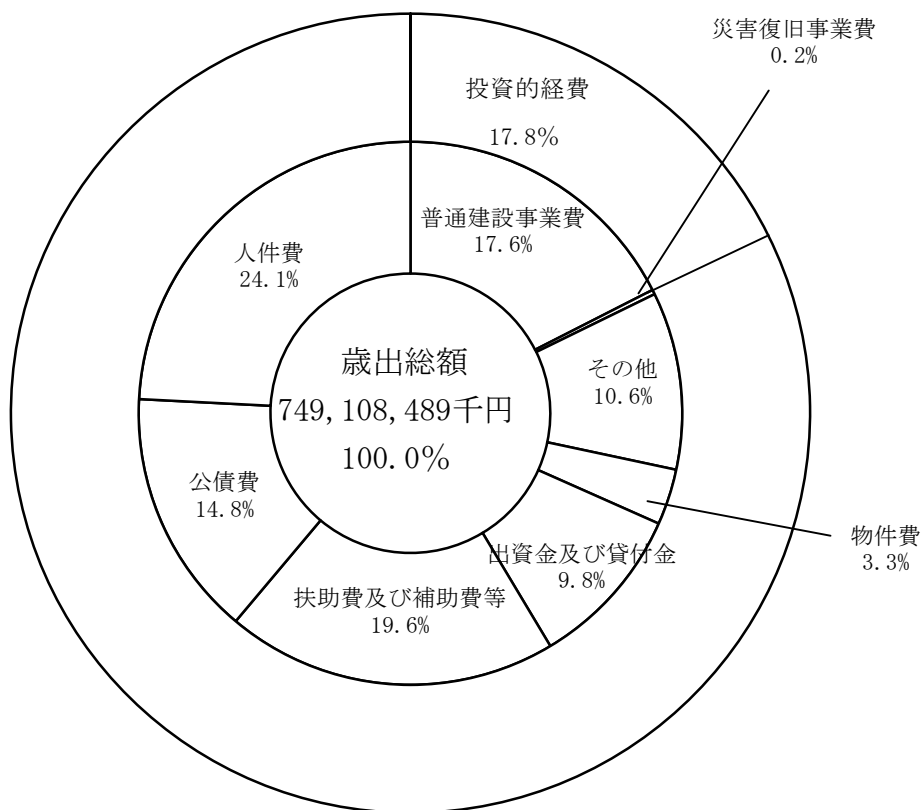 災害復旧事業費
0.2%
投資的経費
17.8%
普通建設事業費
17.6%
人件費
24.1%
歳出総額
749,108,489千円
100.0%
その他
10.6%
公債費
14.8%
物件費
3.3%
出資金及び貸付金
9.8%
扶助費及び補助費等
19.6%